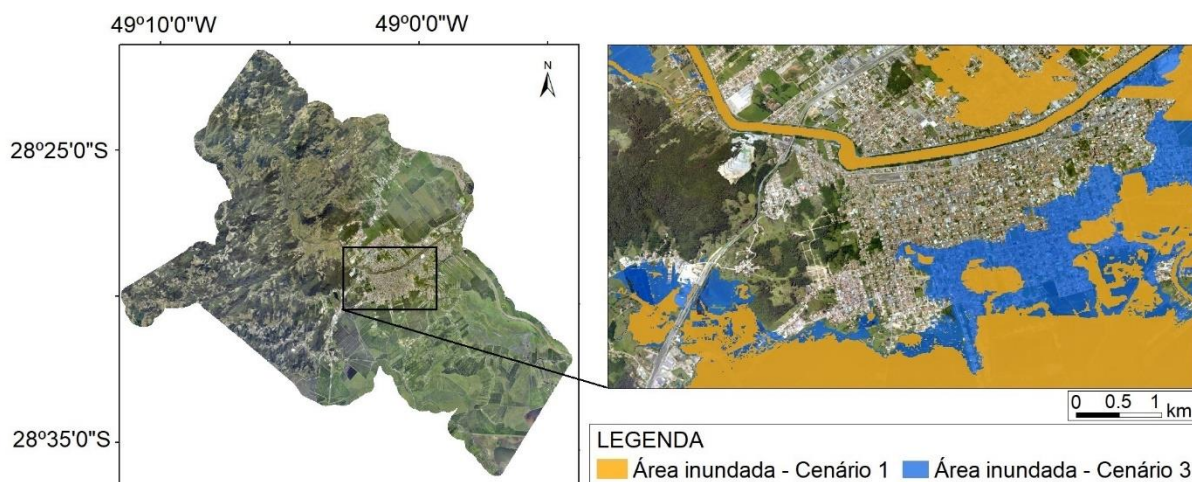 49º10'0"W
49º0'0"W
N
28º25'0"S
28º35'0"S
0 0.5 1
km
LEGENDA
Área inundada - Cenário 1
Área inundada - Cenário 3